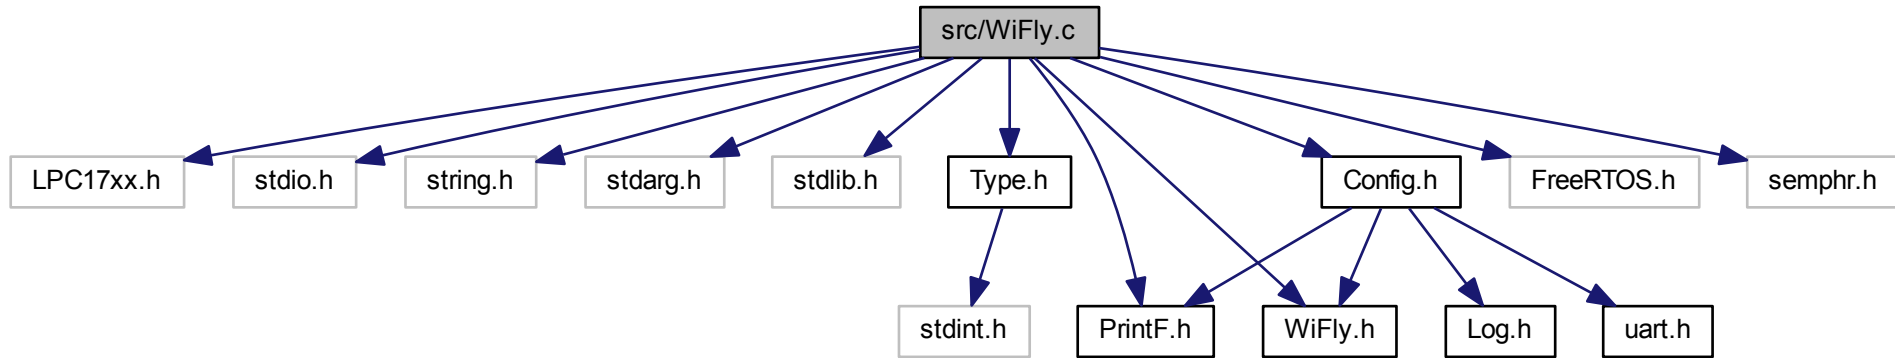 src/WiFly.c
LPC17xx.h
stdio.h
string.h
stdarg.h
stdlib.h
Type.h
Config.h
FreeRTOS.h
semphr.h
stdint.h
PrintF.h
WiFly.h
Log.h
uart.h